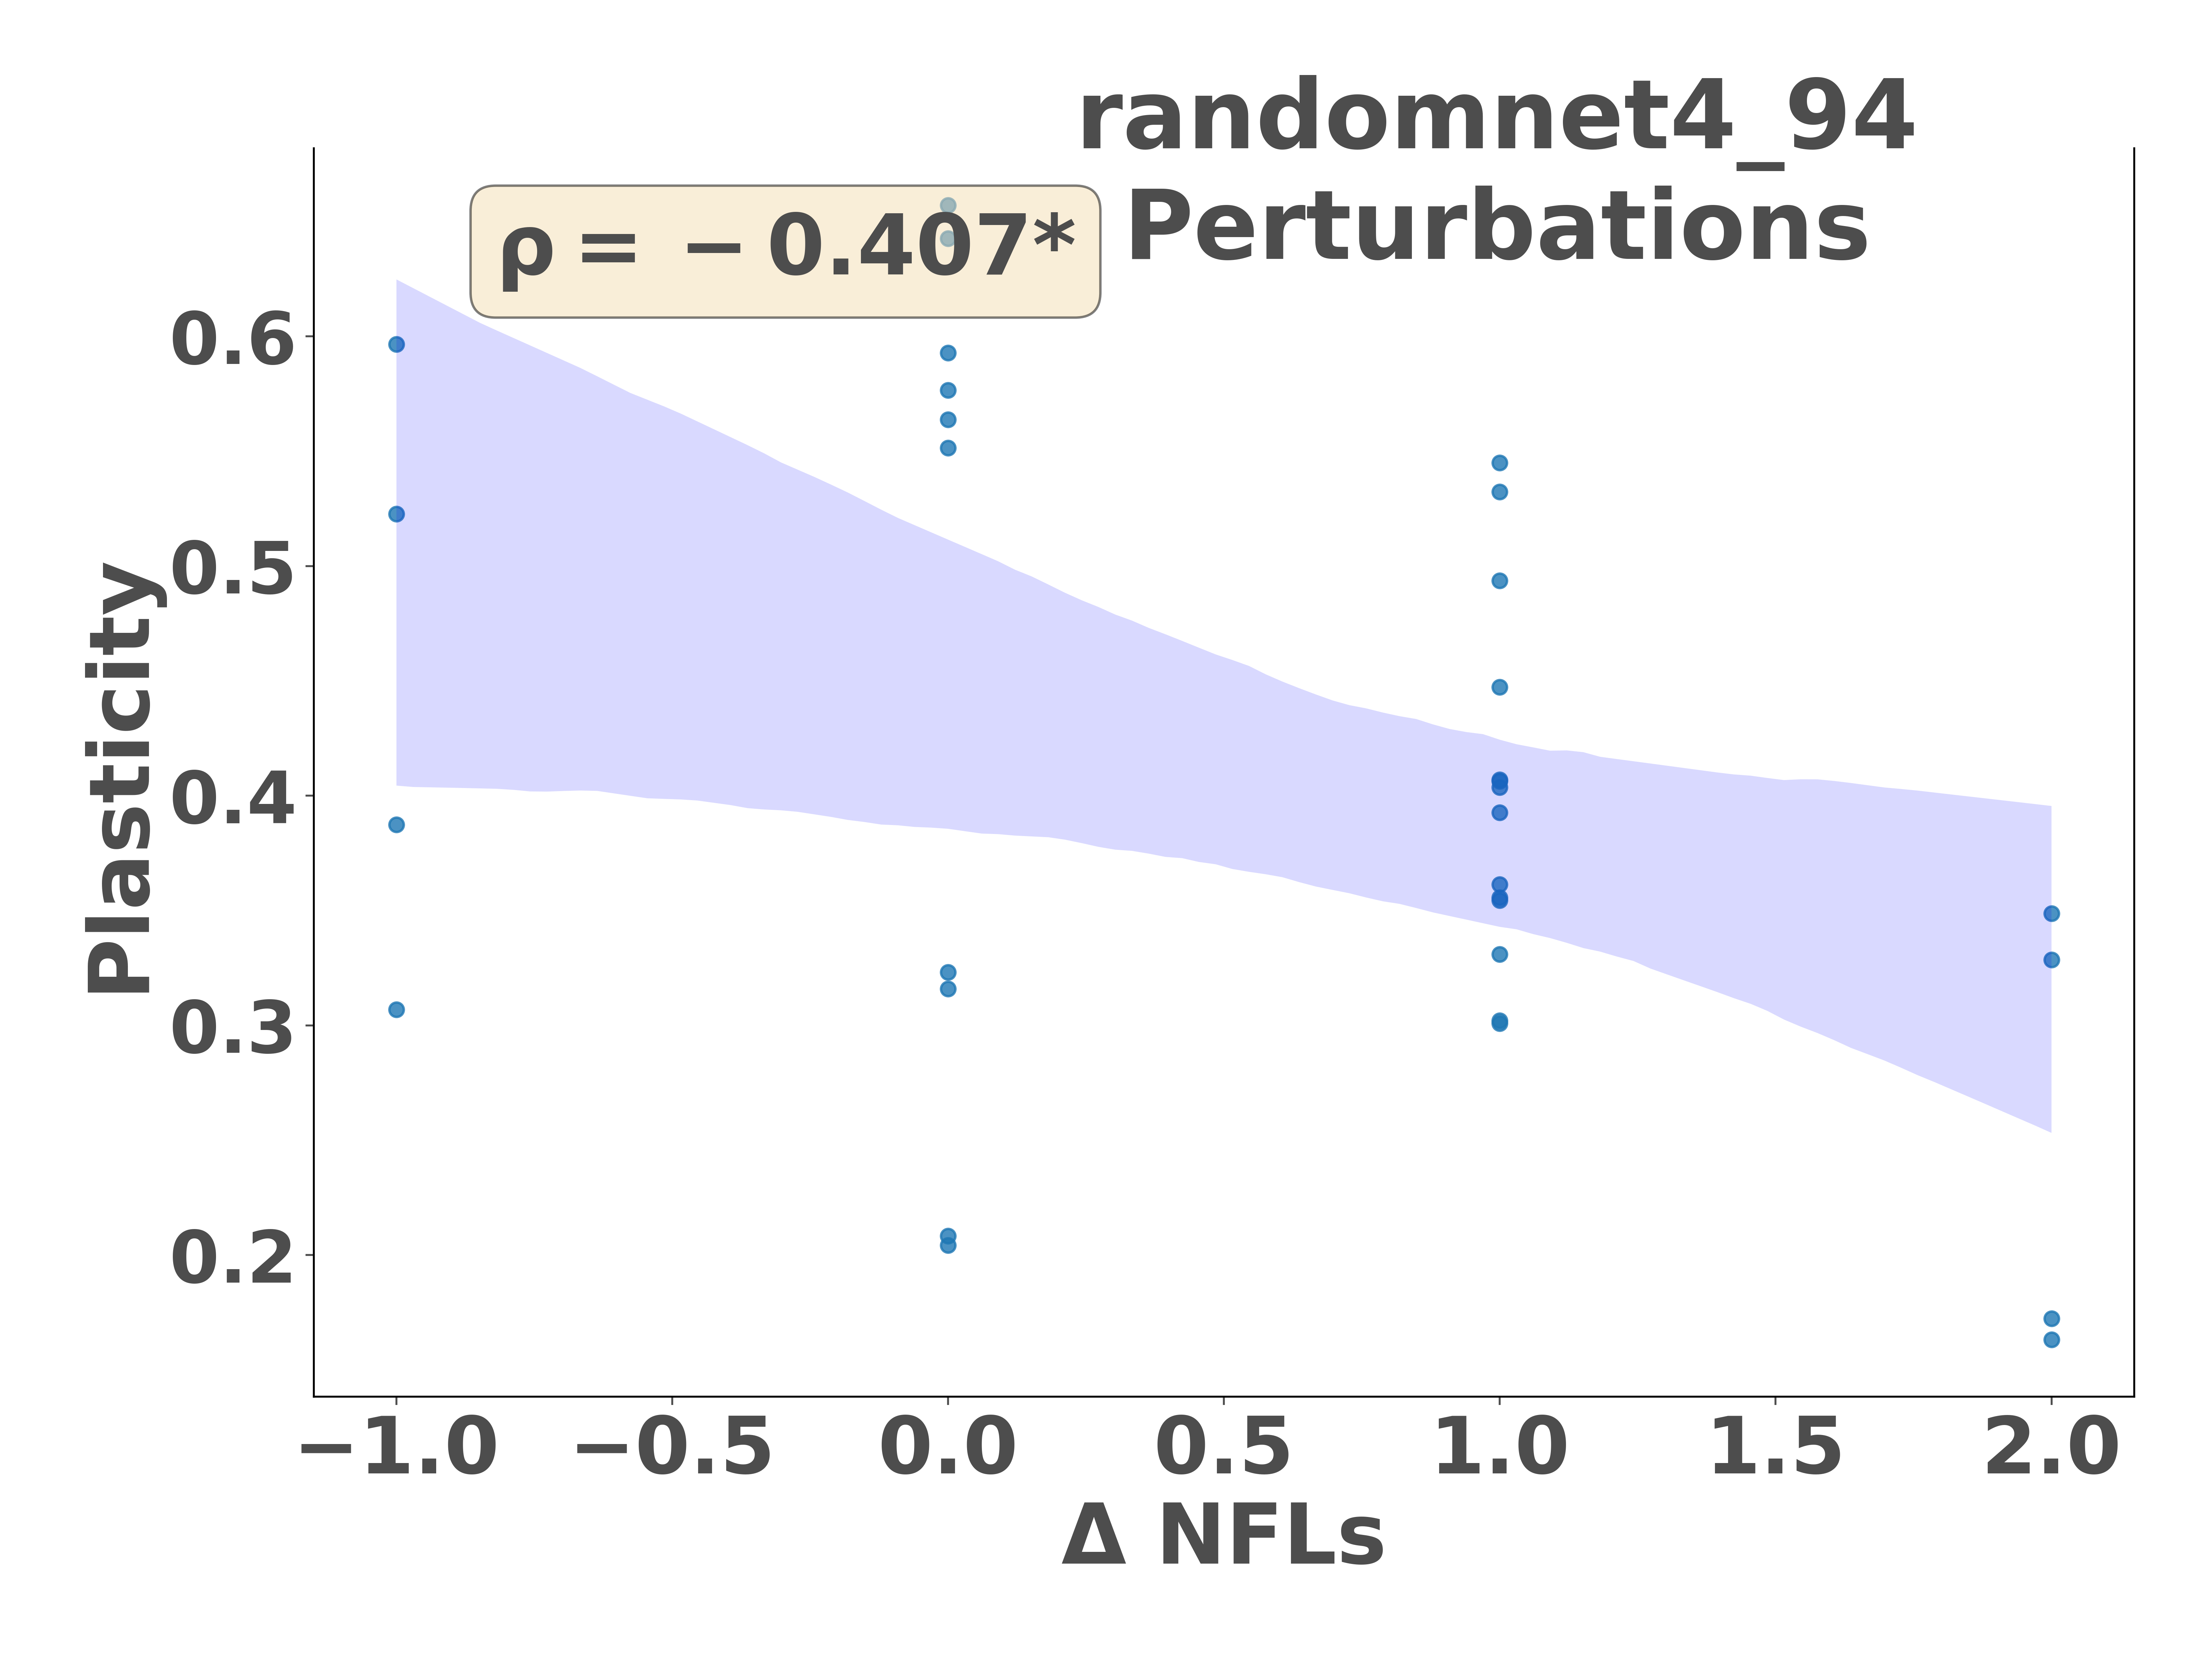 randomnet4_94
Perturbations
ρ = − 0.407*
Plasticity
0.6
0.5
0.4
0.3
0.2
−1.0 −0.5 0.0 0.5 1.0 1.5 2.0
Δ NFLs